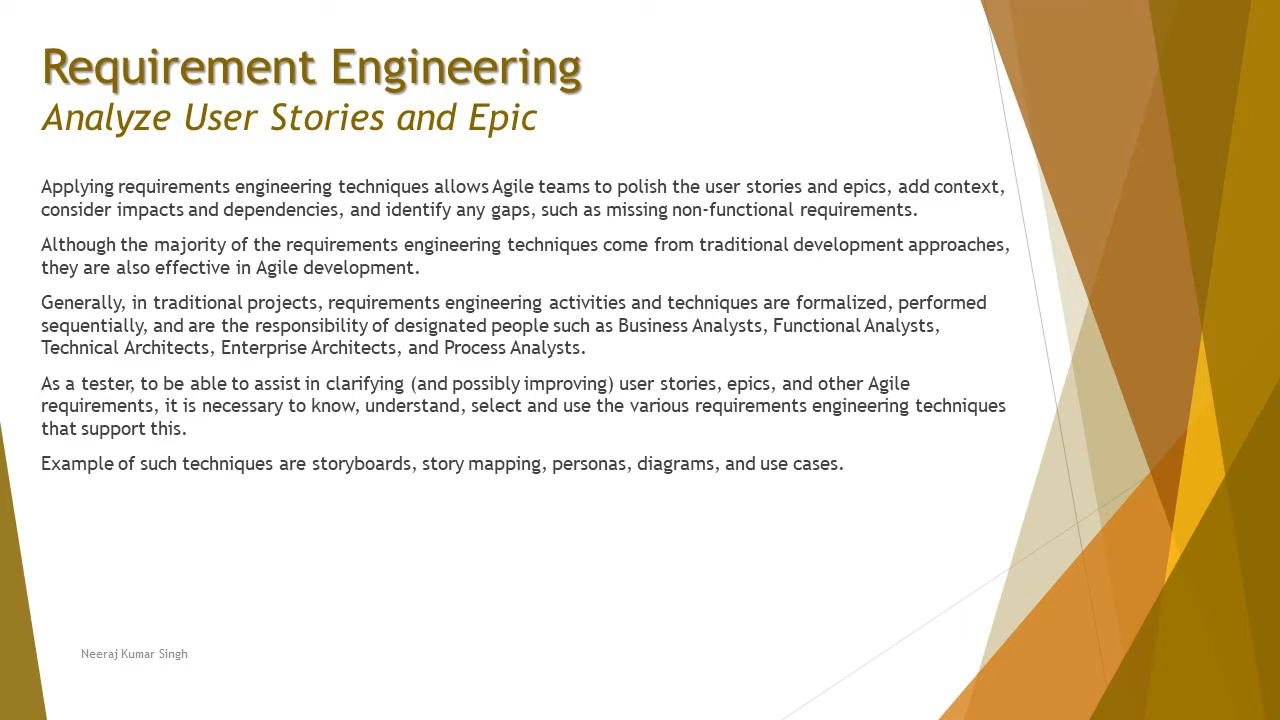 Requirement Engineering
Analyze User Stories and Epic
Applying requirements engineering techniques allows Agile teams to polish the user stories and epics, add context,
consider impacts and dependencies, and identify any gaps, such as missing non-functional requirements.
Although the majority of the requirements engineering techniques come from traditional development approaches,
they are also effective in Agile development.
Generally, in traditional projects, requirements engineering activities and techniques are formalized, performed
sequentially, and are the responsibility of designated people such as Business Analysts, Functional Analysts,
Technical Architects, Enterprise Architects, and Process Analysts.
As a tester, to be able to assist in clarifying (and possibly improving) user stories, epics, and other Agile
requirements, it is necessary to know, understand, select and use the various requirements engineering techniques
that support this.
Example of such techniques are storyboards, story mapping, personas, diagrams, and use cases.
Neeraj Kumar Singh